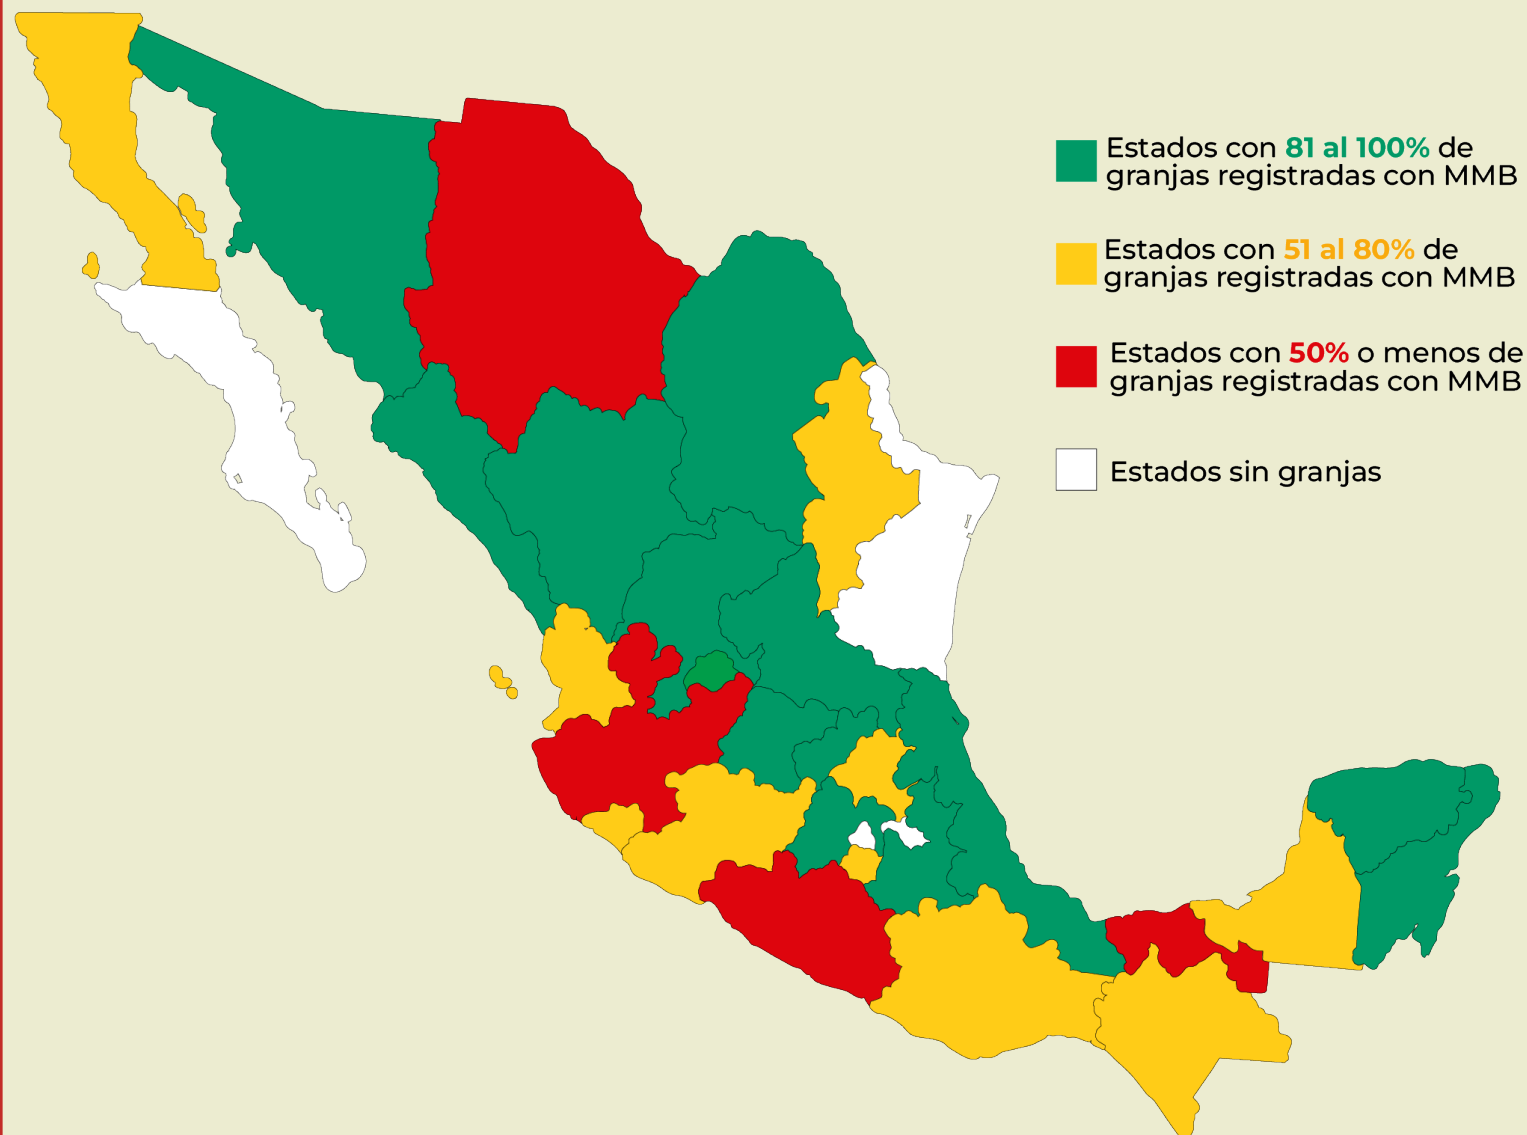 Estados con 81 al 100% de
granjas registradas con MMB
Estados con 51 al 80% de
granjas registradas con MMB
Estados con 50% o menos de
granjas registradas con MMB
Estados sin granjas